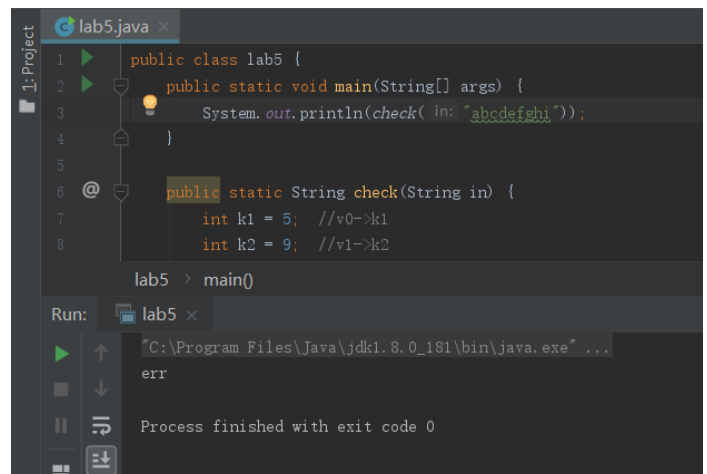 lab5.java ×
1: Project
1 public class lab5 {
2 public static void main(String[] args) {
3 System.out.println(check( in: "abcdefghi"));
4 }
5
6 @ public static String check(String in) {
7 int k1 = 5; //v0->k1
8 int k2 = 9; //v1->k2
lab5 > main()
Run: lab5 ×
"C:\Program Files\Java\jdk1.8.0_181\bin\java.exe" ...
err
Process finished with exit code 0